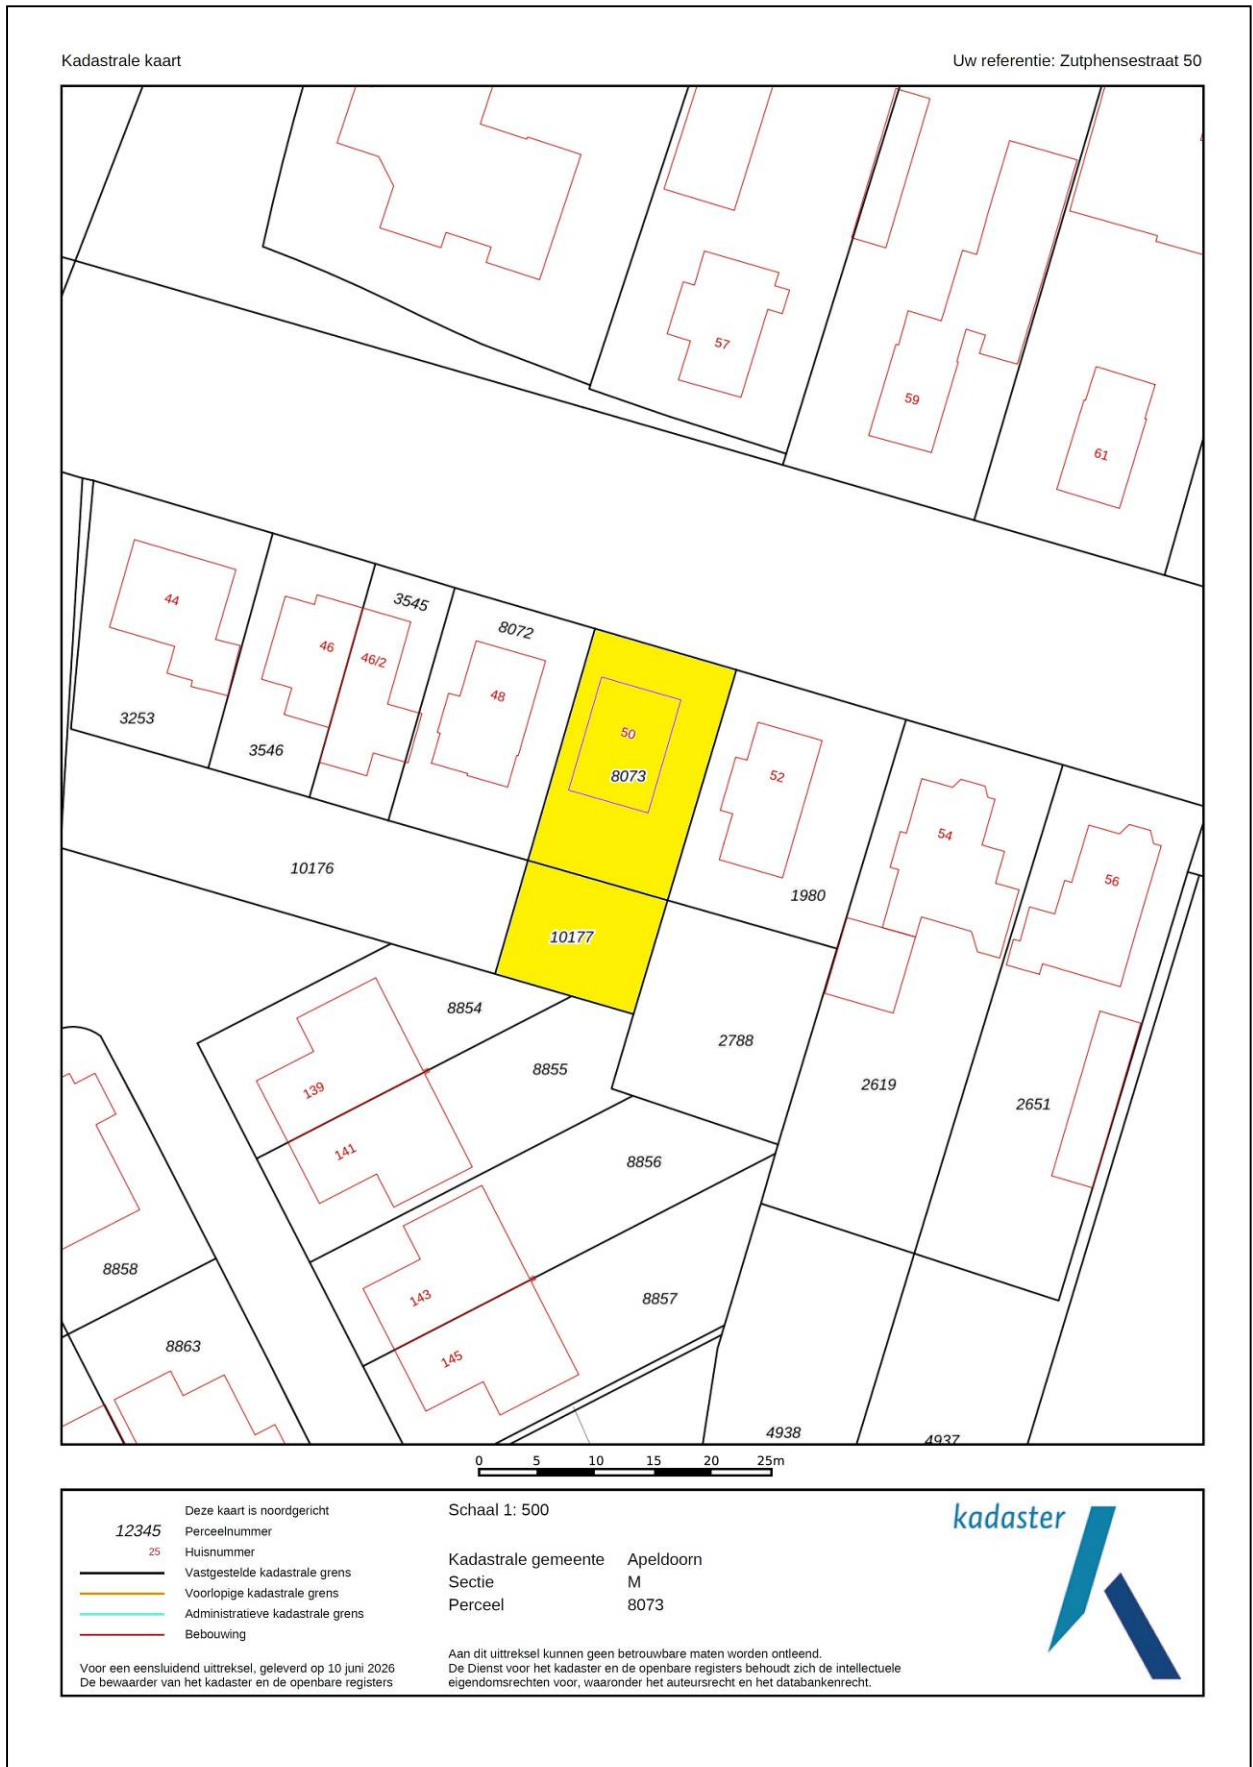 Kadastrale kaart
Uw referentie: Zutphensestraat 50
57
59
61
44
46
46/2
3545
8072
48
50
8073
52
54
56
3253
3546
10176
1980
10177
8854
8855
2788
2619
2651
139
141
8856
8858
143
145
8857
8863
4938
4937
0 5 10 15 20 25m
Deze kaart is noordgericht
12345 Perceelnummer
25 Huisnummer
Vastgestelde kadastrale grens
Voorlopige kadastrale grens
Administratieve kadastrale grens
Bebouwing
Voor een eensluidend uittreksel, geleverd op 10 juni 2026
De bewaarder van het kadaster en de openbare registers
Schaal 1: 500
Kadastrale gemeente Apeldoorn
Sectie M
Perceel 8073
Aan dit uittreksel kunnen geen betrouwbare maten worden ontleend.
De Dienst voor het kadaster en de openbare registers behoudt zich de intellectuele
eigendomsrechten voor, waaronder het auteursrecht en het databankenrecht.
kadaster